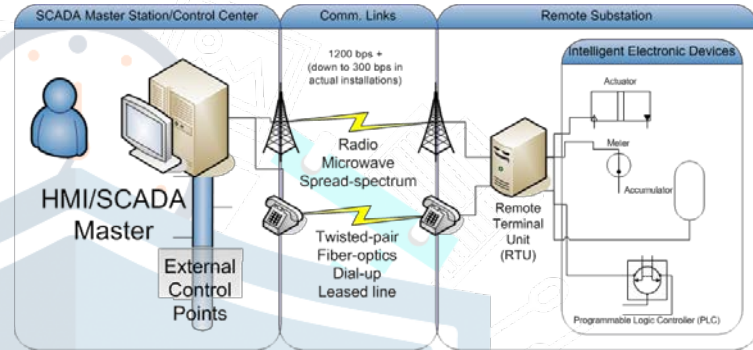 SCADA Master Station/Control Center
Comm. Links
Remote Substation
1200 bps +
(down to 300 bps in
actual installations)
Radio
Microwave
Spread-spectrum
Twisted-pair
Fiber-optics
Dial-up
Leased line
HMI/SCADA
Master
External
Control
Points
Remote
Terminal
Unit
(RTU)
Intelligent Electronic Devices
Actuator
Meter
Accumulator
Programmable Logic Controller (PLC)